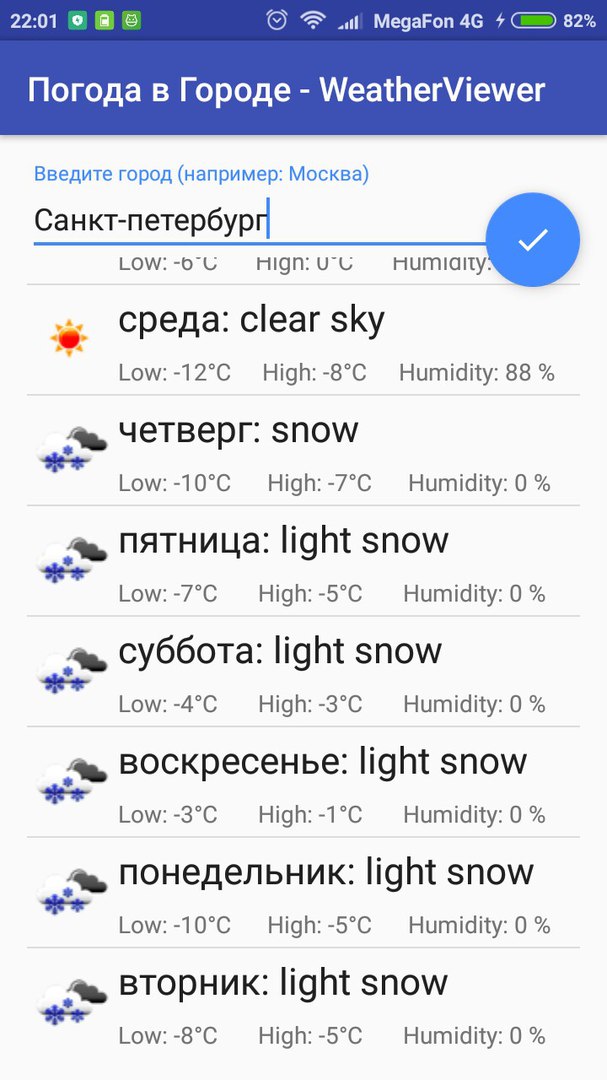 22:01 MegaFon 4G 82%
Погода в Городе - WeatherViewer
Введите город (например: Москва)
Санкт-петербург
Low: -6°C High: 0°C Humidity:
среда: clear sky
Low: -12°C High: -8°C Humidity: 88 %
четверг: snow
Low: -10°C High: -7°C Humidity: 0 %
пятница: light snow
Low: -7°C High: -5°C Humidity: 0 %
суббота: light snow
Low: -4°C High: -3°C Humidity: 0 %
воскресенье: light snow
Low: -3°C High: -1°C Humidity: 0 %
понедельник: light snow
Low: -10°C High: -5°C Humidity: 0 %
вторник: light snow
Low: -8°C High: -5°C Humidity: 0 %